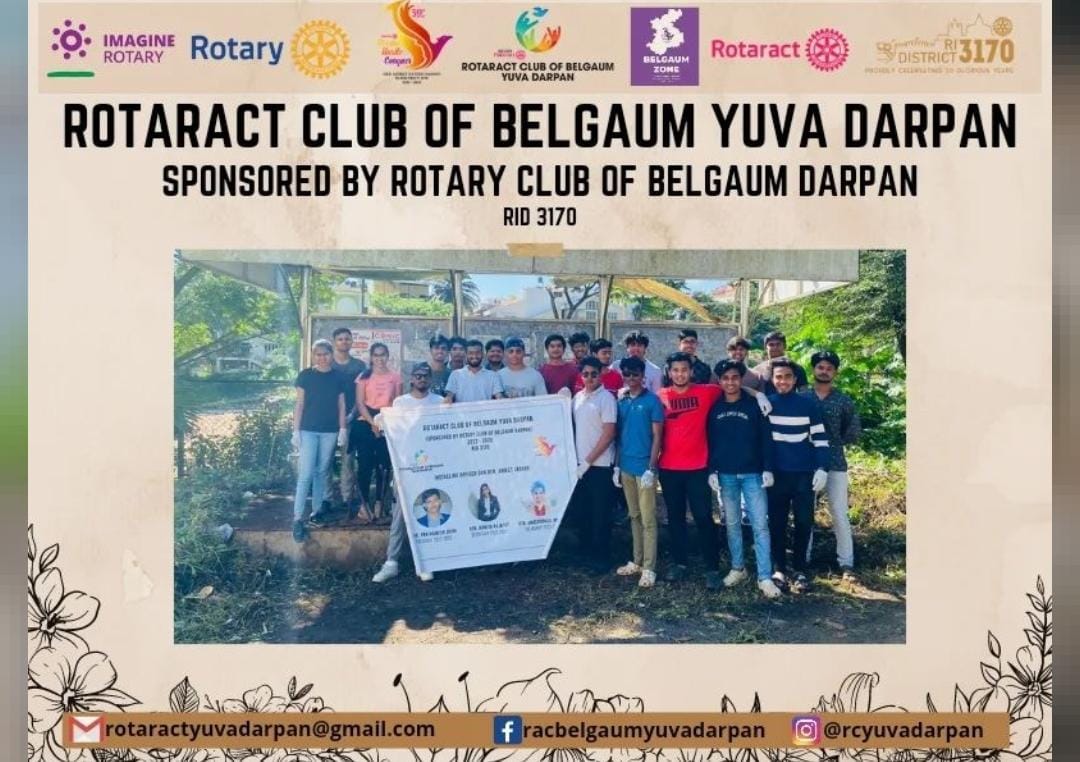 IMAGINE
ROTARY
Rotary
ROTARACT CLUB OF BELGAUM
YUVA DARPAN
BELGAUM
ZONE
Rotaract
RI
DISTRICT 3170
ROTARACT CLUB OF BELGAUM YUVA DARPAN
SPONSORED BY ROTARY CLUB OF BELGAUM DARPAN
RID 3170
ROTARACT CLUB OF BELGAUM YUVA DARPAN
SPONSORED BY ROTARY CLUB OF BELGAUM DARPAN
RID 3170
PUMA
rotaractyuvadarpan@gmail.com
racbelgaumyuvadarpan
@rcyuvadarpan